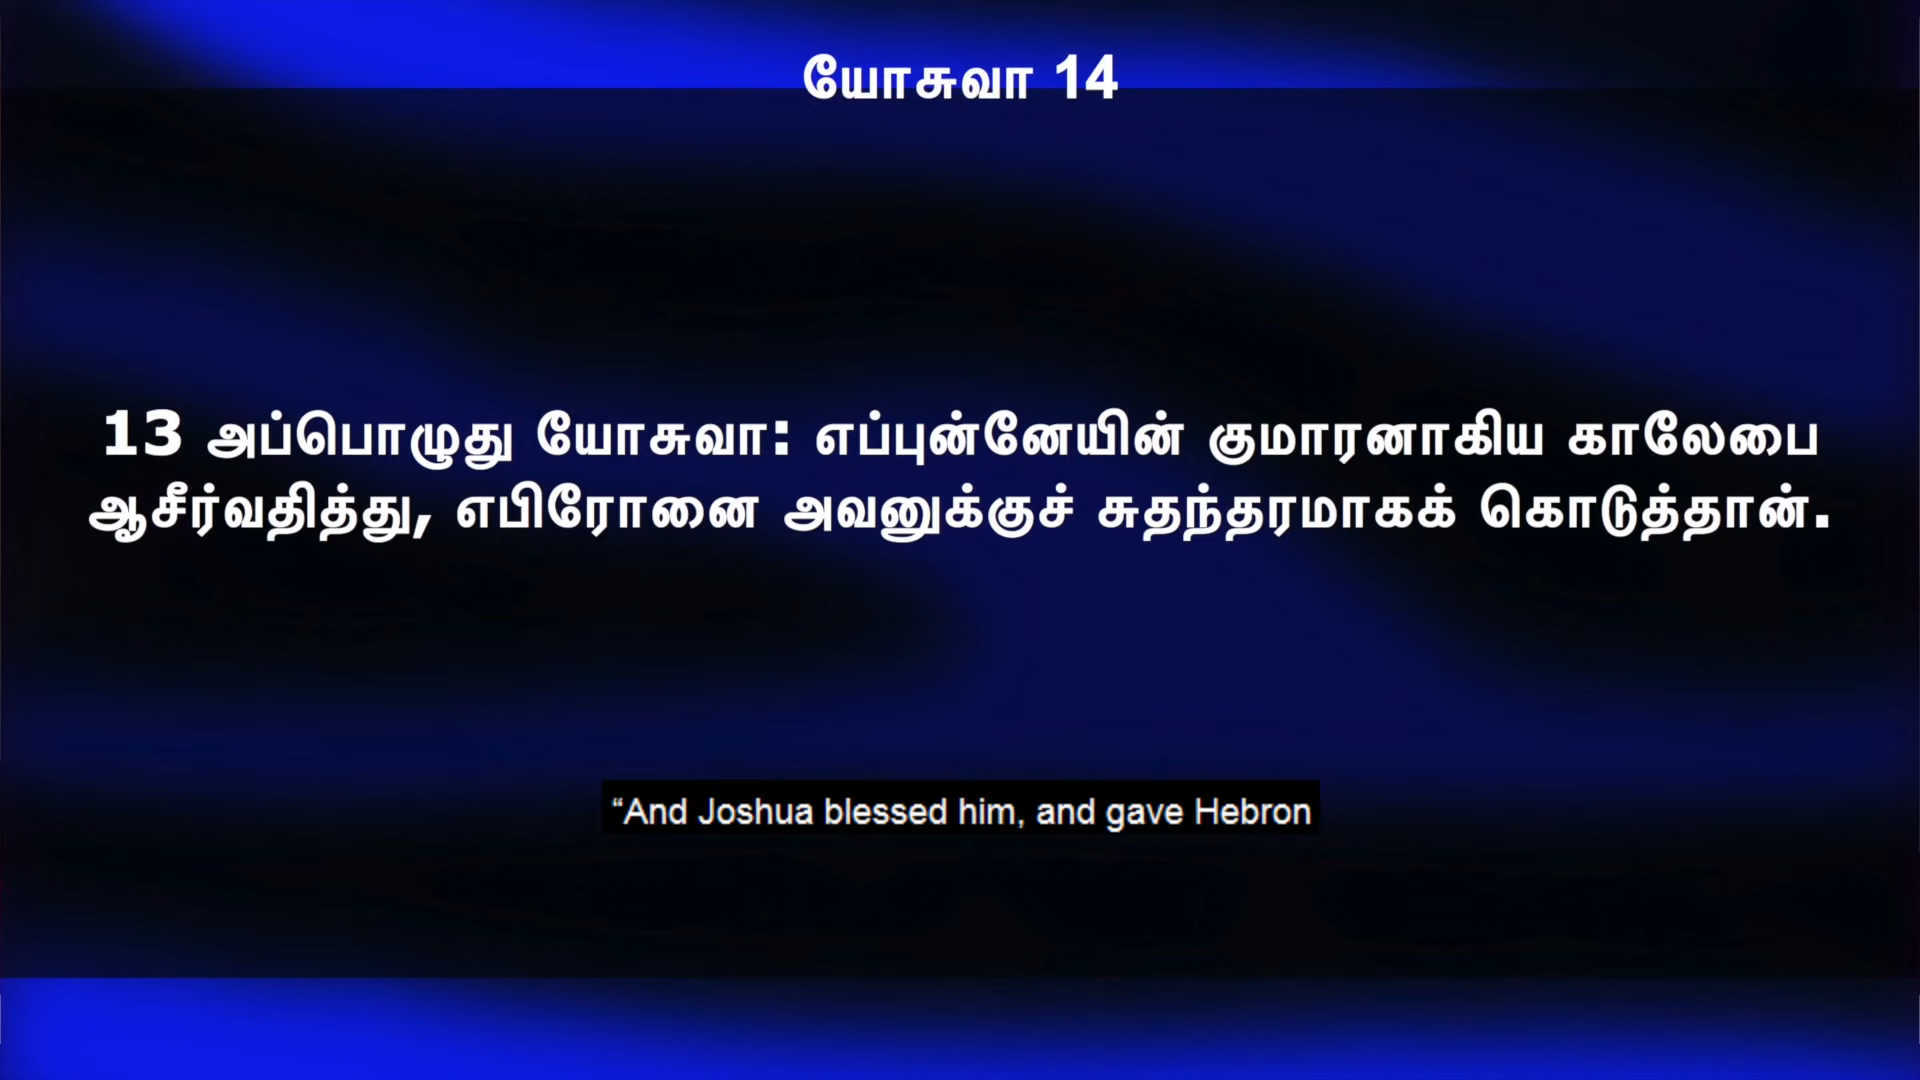 யோசுவா 14
13 அப்பொழுது யோசுவா: எப்புன்னேயின் குமாரனாகிய காலேபை
ஆசீர்வதித்து, எபிரோனை அவனுக்குச் சுதந்தரமாகக் கொடுத்தான்.
“And Joshua blessed him, and gave Hebron